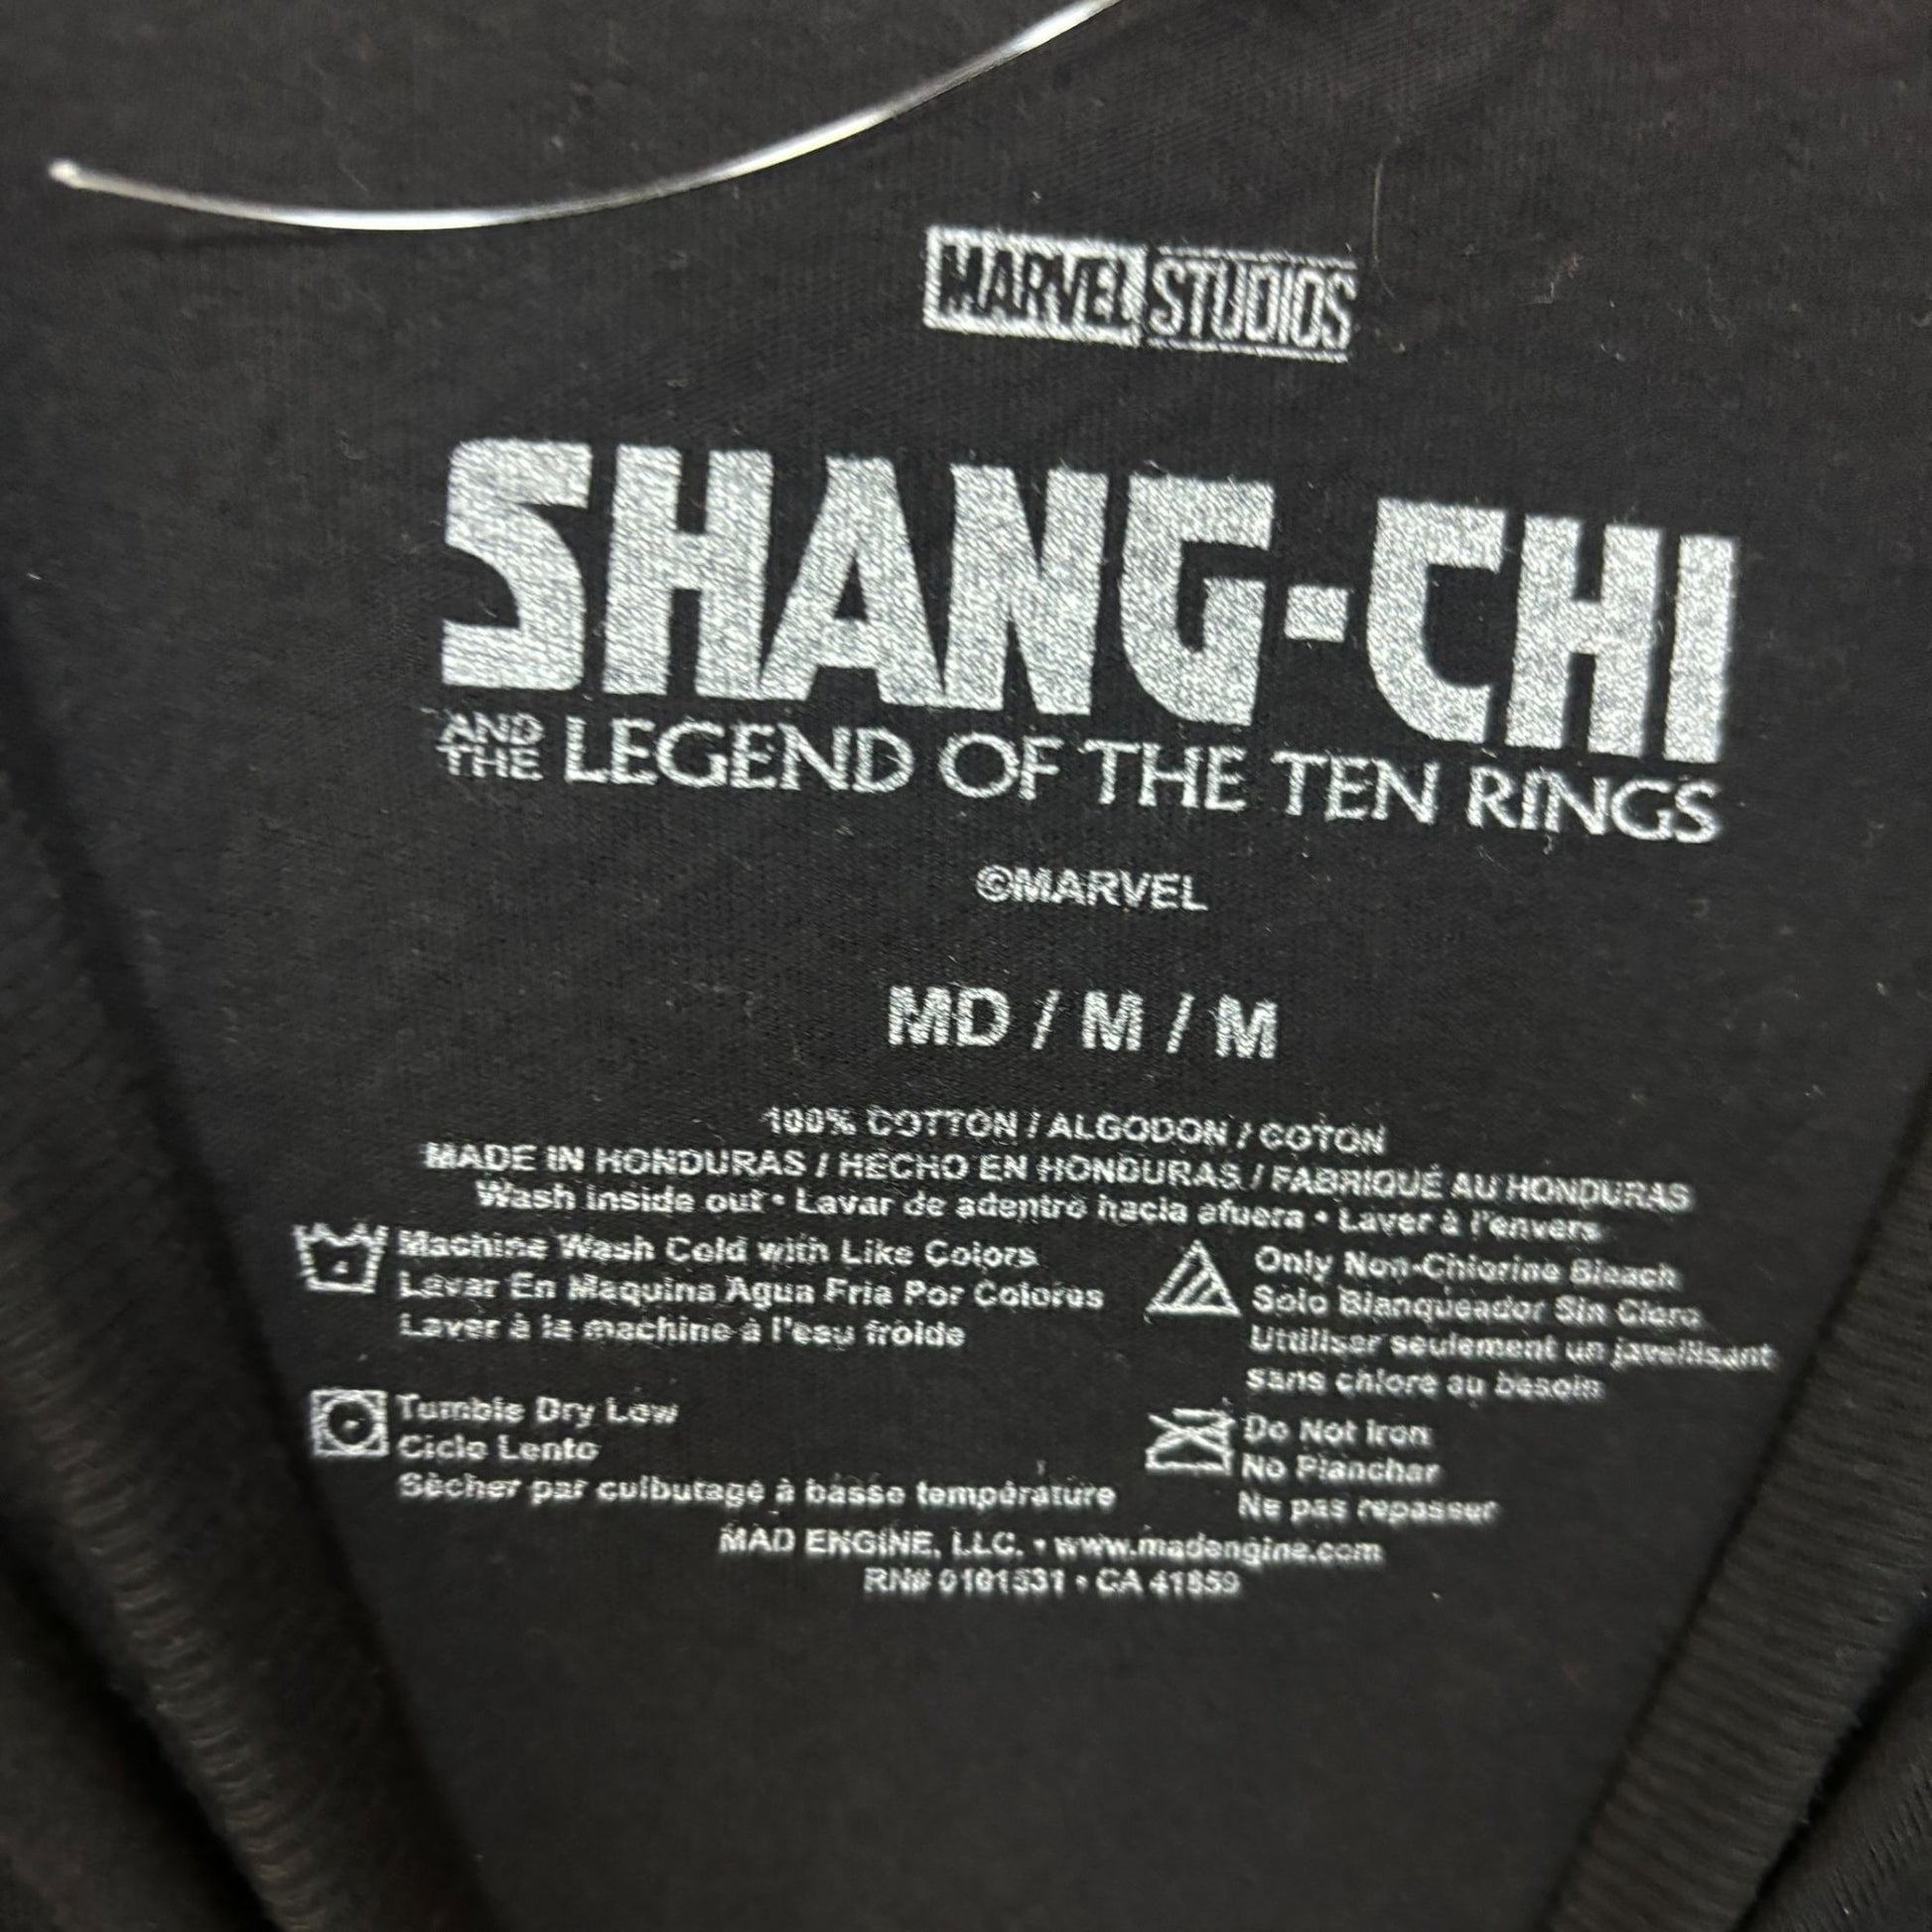 MARVEL STUDIOS
SHANG-CHI
AND THE LEGEND OF THE TEN RINGS
©MARVEL
MD / M / M
100% COTTON / ALGODON / COTON
MADE IN HONDURAS / HECHO EN HONDURAS / FABRIQUÉ AU HONDURAS
Wash inside out • Lavar de adentro hacia afuera • Laver à l'envers
Machine Wash Cold with Like Colors
Lavar En Maquina Agua Fria Por Colores
Laver à la machine à l'eau froide
Only Non-Chlorine Bleach
Solo Blanqueador Sin Cloro
Utiliser seulement un javellisant
sans chlore au besoin
Tumble Dry Low
Ciclo Lento
Sècher par culbutage à basse température
Do Not Iron
No Planchar
Ne pas repasser
MAD ENGINE, LLC. • www.madengine.com
RN# 0101531 • CA 41859